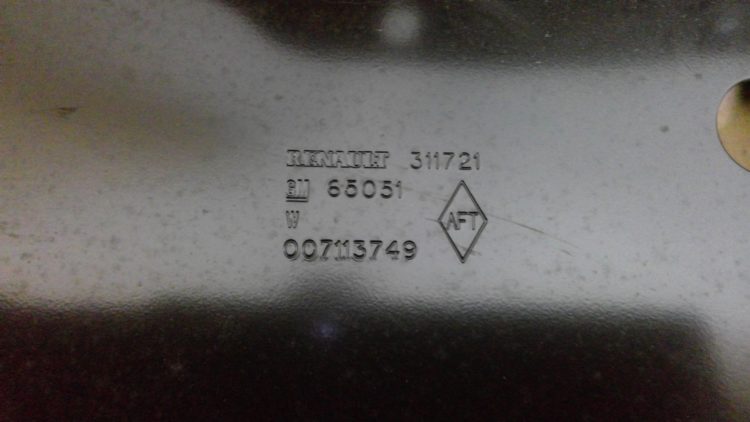 RENAULT 311721
GM 65051
W
AFT
007113749